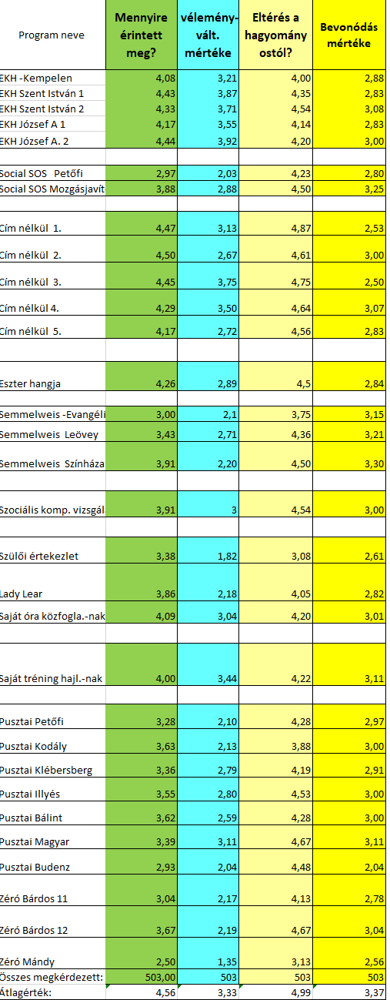 Program neve Mennyire érintett meg? vélemény-vált. mértéke Eltérés a hagyomány ostól? Bevonódás mértéke
EKH -Kempelen 4,08 3,21 4,00 2,88
EKH Szent István 1 4,43 3,87 4,35 2,83
EKH Szent István 2 4,33 3,71 4,54 3,08
EKH József A 1 4,17 3,55 4,14 2,83
EKH József A. 2 4,44 3,92 4,20 3,00
Social SOS Petőfi 2,97 2,03 4,23 2,80
Social SOS Mozgásjavít 3,88 2,88 4,50 3,25
Cím nélkül 1. 4,47 3,13 4,87 2,53
Cím nélkül 2. 4,50 2,67 4,61 3,00
Cím nélkül 3. 4,45 3,75 4,75 2,50
Cím nélkül 4. 4,29 3,50 4,64 3,07
Cím nélkül 5. 4,17 2,72 4,56 2,83
Eszter hangja 4,26 2,89 4,5 2,84
Semmelweis -Evangéli 3,00 2,1 3,75 3,15
Semmelweis Leövey 3,43 2,71 4,36 3,21
Semmelweis Színháza 3,91 2,20 4,50 3,30
Szociális komp. vizsgál 3,91 3 4,54 3,00
Szülői értekezlet 3,38 1,82 3,08 2,61
Lady Lear 3,86 2,18 4,05 2,82
Saját óra közfogla.-nak 4,09 3,04 4,20 3,01
Saját tréning hajl.-nak 4,00 3,44 4,22 3,11
Pusztai Petőfi 3,28 2,10 4,28 2,97
Pusztai Kodály 3,63 2,13 3,88 3,00
Pusztai Klébersberg 3,36 2,79 4,19 2,91
Pusztai Illyés 3,55 2,80 4,53 3,00
Pusztai Bálint 3,62 2,59 4,28 3,00
Pusztai Magyar 3,39 3,11 4,67 3,11
Pusztai Budenz 2,93 2,04 4,48 2,04
Zéró Bárdos 11 3,04 2,17 4,13 2,78
Zéró Bárdos 12 3,67 2,19 4,67 3,04
Zéró Mándy 2,50 1,35 3,13 2,56
Összes megkérdezett: 503,00 503 503 503
Átlagérték: 4,56 3,33 4,99 3,37